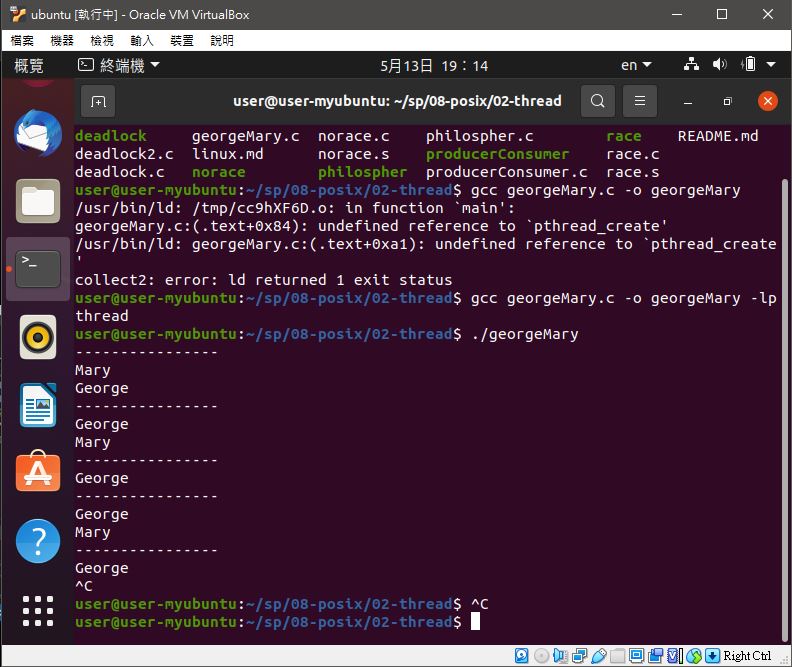 ubuntu [執行中] - Oracle VM VirtualBox
檔案 機器 檢視 輸入 裝置 說明
概覽 終端機 5月13日 19：14 en
user@user-myubuntu: ~/sp/08-posix/02-thread
deadlock georgeMary.c norace.c philospher.c race README.md
deadlock2.c linux.md norace.s producerConsumer race.c
deadlock.c norace philospher producerConsumer.c race.s
user@user-myubuntu:~/sp/08-posix/02-thread$ gcc georgeMary.c -o georgeMary
/usr/bin/ld: /tmp/cc9hXF6D.o: in function `main':
georgeMary.c:(.text+0x84): undefined reference to `pthread_create'
/usr/bin/ld: georgeMary.c:(.text+0xa1): undefined reference to `pthread_create
'
collect2: error: ld returned 1 exit status
user@user-myubuntu:~/sp/08-posix/02-thread$ gcc georgeMary.c -o georgeMary -lp
thread
user@user-myubuntu:~/sp/08-posix/02-thread$ ./georgeMary
----------------
Mary
George
----------------
George
Mary
----------------
George
----------------
George
Mary
----------------
George
^C
user@user-myubuntu:~/sp/08-posix/02-thread$ ^C
user@user-myubuntu:~/sp/08-posix/02-thread$
Right Ctrl